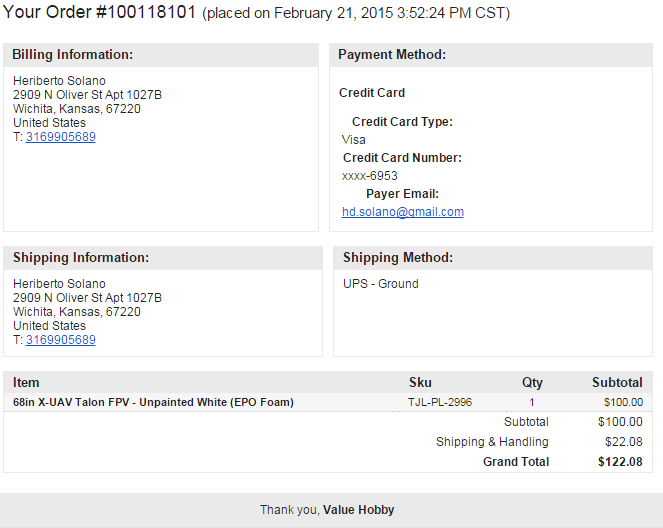 Your Order #100118101 (placed on February 21, 2015 3:52:24 PM CST)
Billing Information:
Heriberto Solano
2909 N Oliver St Apt 1027B
Wichita, Kansas, 67220
United States
T: 3169905689
Payment Method:
Credit Card
Credit Card Type:
Visa
Credit Card Number:
xxxx-6953
Payer Email:
hd.solano@gmail.com
Shipping Information:
Heriberto Solano
2909 N Oliver St Apt 1027B
Wichita, Kansas, 67220
United States
T: 3169905689
Shipping Method:
UPS - Ground
Item Sku Qty Subtotal
68in X-UAV Talon FPV - Unpainted White (EPO Foam) TJL-PL-2996 1 $100.00
Subtotal $100.00
Shipping & Handling $22.08
Grand Total $122.08
Thank you, Value Hobby